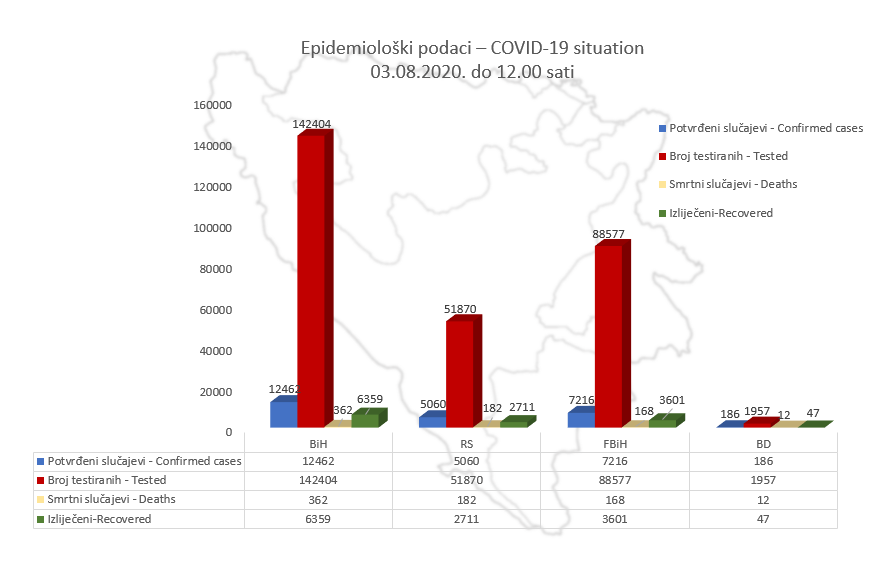 Epidemiološki podaci – COVID-19 situation
03.08.2020. do 12.00 sati
160000
140000
120000
100000
80000
60000
40000
20000
0
Potvrđeni slučajevi - Confirmed cases
Broj testiranih - Tested
Smrtni slučajevi - Deaths
Izliječeni-Recovered
12462 142404 362 6359
5060 51870 182 2711
7216 88577 168 3601
186 1957 12 47
BiH RS FBiH BD
Potvrđeni slučajevi - Confirmed cases 12462 5060 7216 186
Broj testiranih - Tested 142404 51870 88577 1957
Smrtni slučajevi - Deaths 362 182 168 12
Izliječeni-Recovered 6359 2711 3601 47